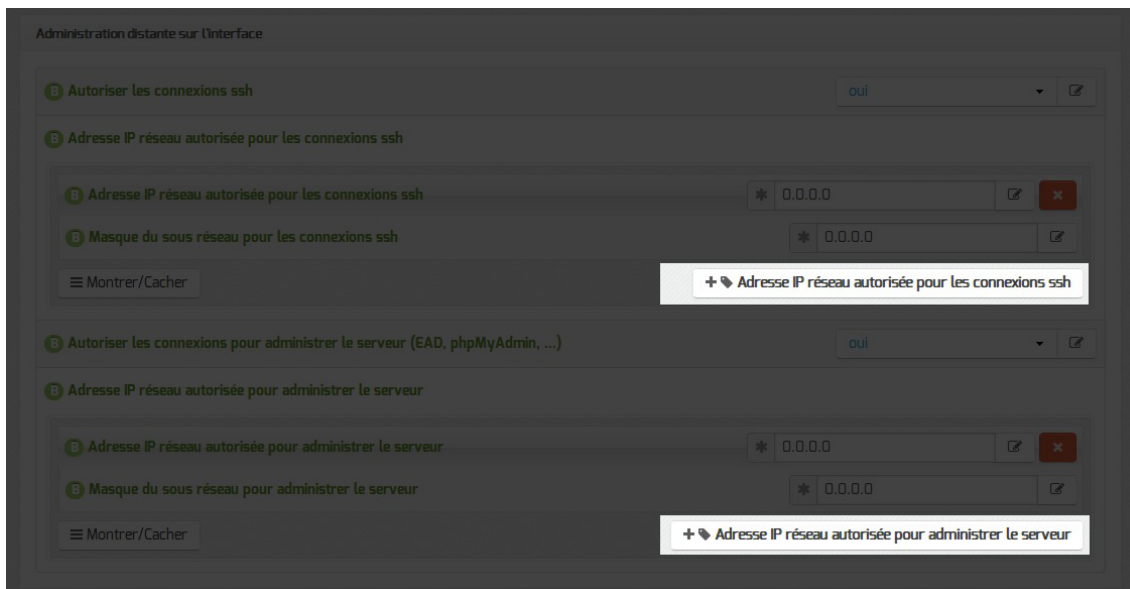 Administration distante sur l'interface
B Autoriser les connexions ssh oui
B Adresse IP réseau autorisée pour les connexions ssh
B Adresse IP réseau autorisée pour les connexions ssh 0.0.0.0
B Masque du sous réseau pour les connexions ssh 0.0.0.0
Montrer/Cacher + Adresse IP réseau autorisée pour les connexions ssh
B Autoriser les connexions pour administrer le serveur (EAD, phpMyAdmin, ...) oui
B Adresse IP réseau autorisée pour administrer le serveur
B Adresse IP réseau autorisée pour administrer le serveur 0.0.0.0
B Masque du sous réseau pour administrer le serveur 0.0.0.0
Montrer/Cacher + Adresse IP réseau autorisée pour administrer le serveur